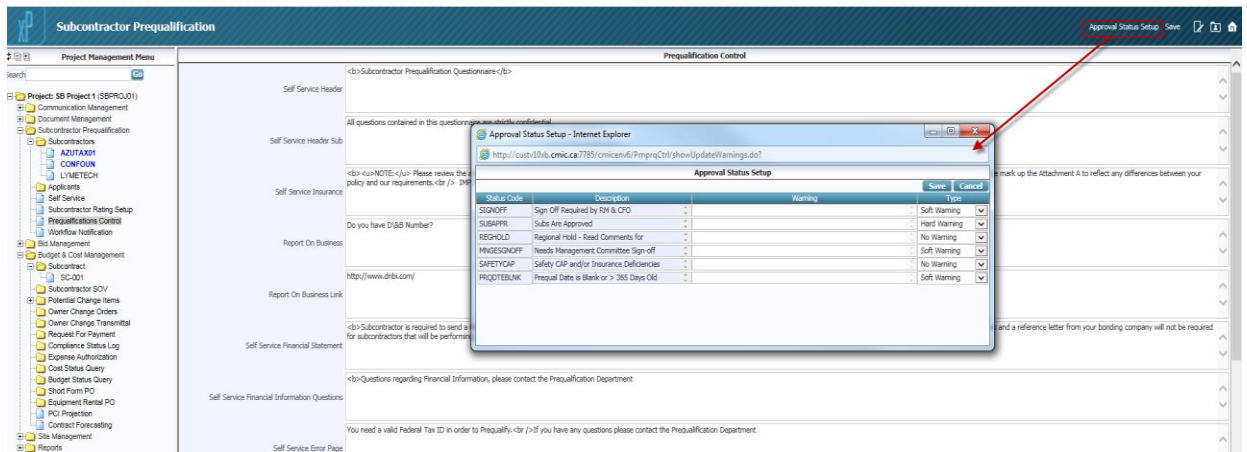 xP
Subcontractor Prequalification
Approval Status Setup Save
Project Management Menu
Search Go
Project: SB Project 1 (SBPROJ01)
Communication Management
Document Management
Subcontractor Prequalification
Subcontractors
AZUTAX01
CONFOUN
LYMETECH
Applicants
Self Service
Subcontractor Rating Setup
Prequalifications Control
Workflow Notification
Bid Management
Budget & Cost Management
Subcontract
SC-001
Subcontractor SOV
Potential Change Items
Owner Change Orders
Owner Change Transmittal
Request For Payment
Compliance Status Log
Expense Authorization
Cost Status Query
Budget Status Query
Short Form PO
Equipment Rental PO
PCI Projection
Contract Forecasting
Site Management
Reports
Prequalification Control
Self Service Header
<b>Subcontractor Prequalification Questionnaire</b>
Self Service Header Sub
All questions contained in this questionnaire are strictly confidential
Self Service Insurance
<b><u>NOTE:</u> Please review the a
e mark up the Attachment A to reflect any differences between your
policy and our requirements.<br /> IMP
Report On Business
Do you have D\&B Number?
Report On Business Link
http://www.dnbi.com/
Self Service Financial Statement
<b>Subcontractor is required to send a
s and a reference letter from your bonding company will not be required
for subcontractors that will be performin
Self Service Financial Information Questions
<b>Questions regarding Financial Information, please contact the Prequalification Department
Self Service Error Page
You need a valid Federal Tax ID in order to Prequalify.<br />If you have any questions please contact the Prequalification Department
Approval Status Setup - Internet Explorer
http://custv10xb.cmic.ca:7785/cmicenv6/PmprqCtrl/showUpdateWarnings.do?
Approval Status Setup
Save Cancel
Status Code Description Warning Type
SIGNOFF Sign Off Required by RM & CFO Soft Warning
SUBAPPR Subs Are Approved Hard Warning
REGHOLD Regional Hold - Read Comments for No Warning
MNGESGNOFF Needs Management Committee Sign-off Soft Warning
SAFETYCAP Safety CAP and/or Insurance Deficiencies No Warning
PRQDTEBLNK Prequal Date is Blank or > 365 Days Old Soft Warning